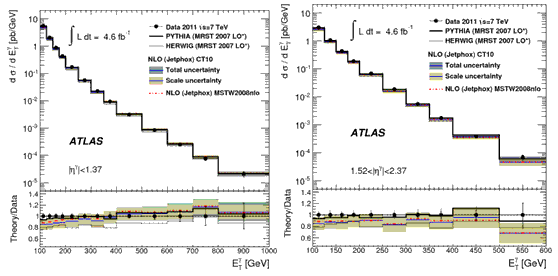 dσ / d E_T^γ [pb/GeV]
10
1
10⁻¹
10⁻²
10⁻³
10⁻⁴
10⁻⁵
∫ L dt = 4.6 fb⁻¹
Data 2011 √s=7 TeV
PYTHIA (MRST 2007 LO*)
HERWIG (MRST 2007 LO*)
NLO (Jetphox) CT10
Total uncertainty
Scale uncertainty
NLO (Jetphox) MSTW2008nlo
ATLAS
|η^γ|<1.37
Theory/Data
1.4
1.2
1
0.8
0.6
100 200 300 400 500 600 700 800 900 1000
E_T^γ [GeV]
dσ / d E_T^γ [pb/GeV]
10
1
10⁻¹
10⁻²
10⁻³
10⁻⁴
10⁻⁵
∫ L dt = 4.6 fb⁻¹
Data 2011 √s=7 TeV
PYTHIA (MRST 2007 LO*)
HERWIG (MRST 2007 LO*)
NLO (Jetphox) CT10
Total uncertainty
Scale uncertainty
NLO (Jetphox) MSTW2008nlo
ATLAS
1.52<|η^γ|<2.37
Theory/Data
1.4
1.2
1
0.8
0.6
100 150 200 250 300 350 400 450 500 550 600
E_T^γ [GeV]